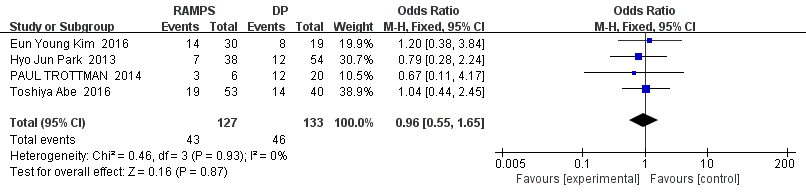 RAMPS DP Odds Ratio Odds Ratio
Study or Subgroup Events Total Events Total Weight M-H, Fixed, 95% CI M-H, Fixed, 95% CI
Eun Young Kim 2016 14 30 8 19 19.9% 1.20 [0.38, 3.84]
Hyo Jun Park 2013 7 38 12 54 30.7% 0.79 [0.28, 2.24]
PAUL TROTTMAN 2014 3 6 12 20 10.5% 0.67 [0.11, 4.17]
Toshiya Abe 2016 19 53 14 40 38.9% 1.04 [0.44, 2.45]
Total (95% CI) 127 133 100.0% 0.96 [0.55, 1.65]
Total events 43 46
Heterogeneity: Chi² = 0.46, df = 3 (P = 0.93); I² = 0%
Test for overall effect: Z = 0.16 (P = 0.87)
0.005 0.1 1 10 200
Favours [experimental] Favours [control]